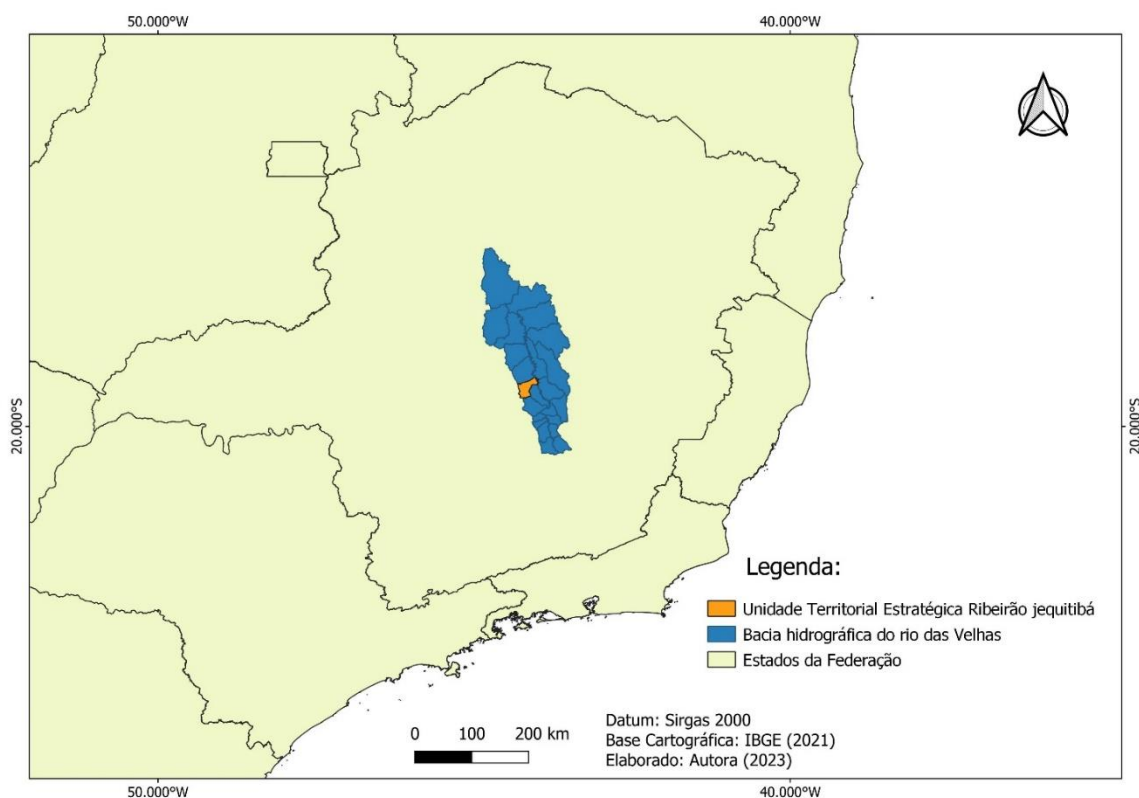 50.000°W 40.000°W
20.000°S 20.000°S
Legenda:
Unidade Territorial Estratégica Ribeirão jequitibá
Bacia hidrográfica do rio das Velhas
Estados da Federação
0 100 200 km
Datum: Sirgas 2000
Base Cartográfica: IBGE (2021)
Elaborado: Autora (2023)
50.000°W 40.000°W